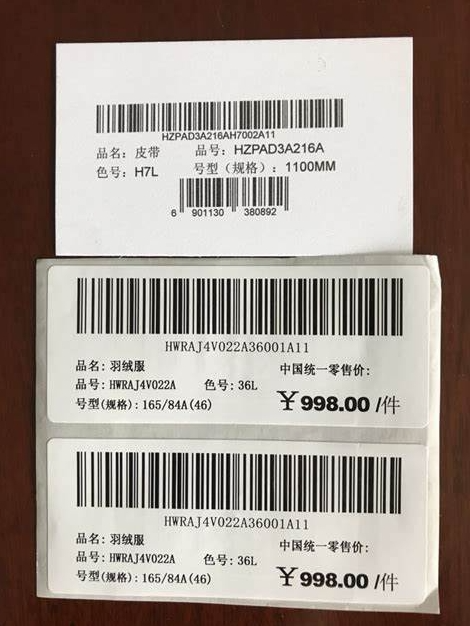 HZPAD3A216AH7002A11
品名：皮带 品号：HZPAD3A216A
色号：H7L 号型（规格）：1100MM
6 901130 380892
HWRAJ4V022A36001A11
品名：羽绒服 中国统一零售价：
品号：HWRAJ4V022A 色号：36L
号型(规格)：165/84A(46) ￥998.00 /件
HWRAJ4V022A36001A11
品名：羽绒服 中国统一零售价：
品号：HWRAJ4V022A 色号：36L
号型(规格)：165/84A(46) ￥998.00 /件